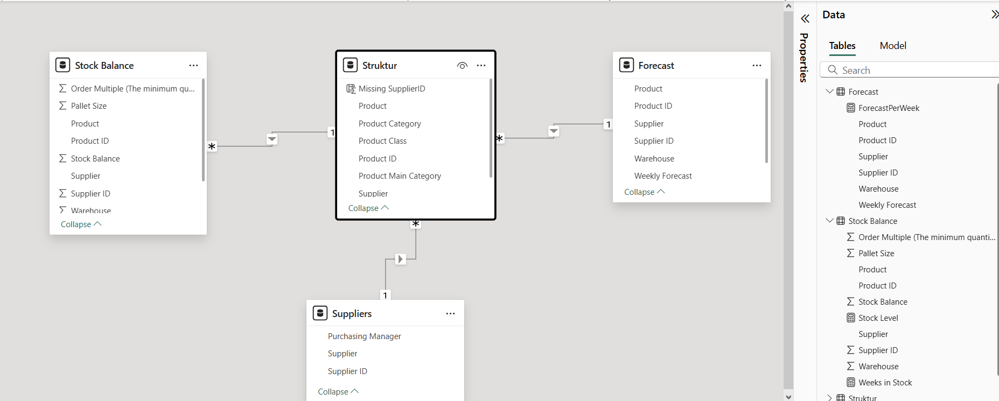 Stock Balance
Order Multiple (The minimum qu...
Pallet Size
Product
Product ID
Stock Balance
Supplier
Supplier ID
Warehouse
Collapse
*
1
Struktur
Missing SupplierID
Product
Product Category
Product Class
Product ID
Product Main Category
Supplier
Collapse
*
1
*
1
Forecast
Product
Product ID
Supplier
Supplier ID
Warehouse
Weekly Forecast
Collapse
Suppliers
Purchasing Manager
Supplier
Supplier ID
Collapse
Properties
Data
Tables Model
Search
Forecast
ForecastPerWeek
Product
Product ID
Supplier
Supplier ID
Warehouse
Weekly Forecast
Stock Balance
Order Multiple (The minimum quanti...
Pallet Size
Product
Product ID
Stock Balance
Stock Level
Supplier
Supplier ID
Warehouse
Weeks in Stock
Struktur